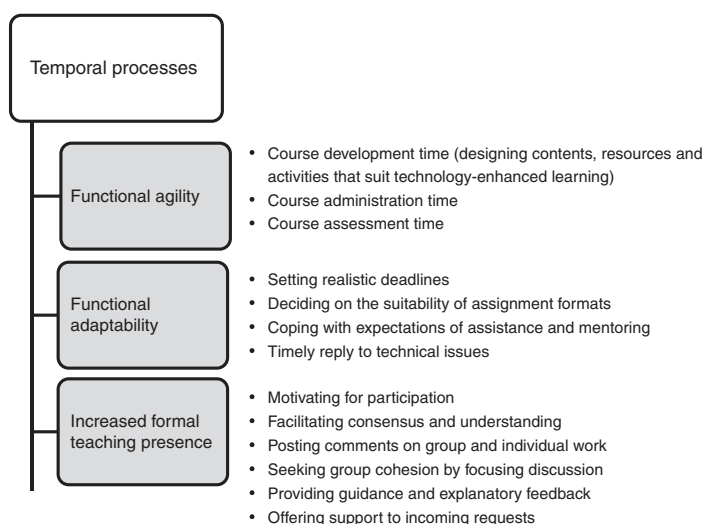 Temporal processes
Functional agility
• Course development time (designing contents, resources and
activities that suit technology-enhanced learning)
• Course administration time
• Course assessment time
Functional
adaptability
• Setting realistic deadlines
• Deciding on the suitability of assignment formats
• Coping with expectations of assistance and mentoring
• Timely reply to technical issues
Increased formal
teaching presence
• Motivating for participation
• Facilitating consensus and understanding
• Posting comments on group and individual work
• Seeking group cohesion by focusing discussion
• Providing guidance and explanatory feedback
• Offering support to incoming requests